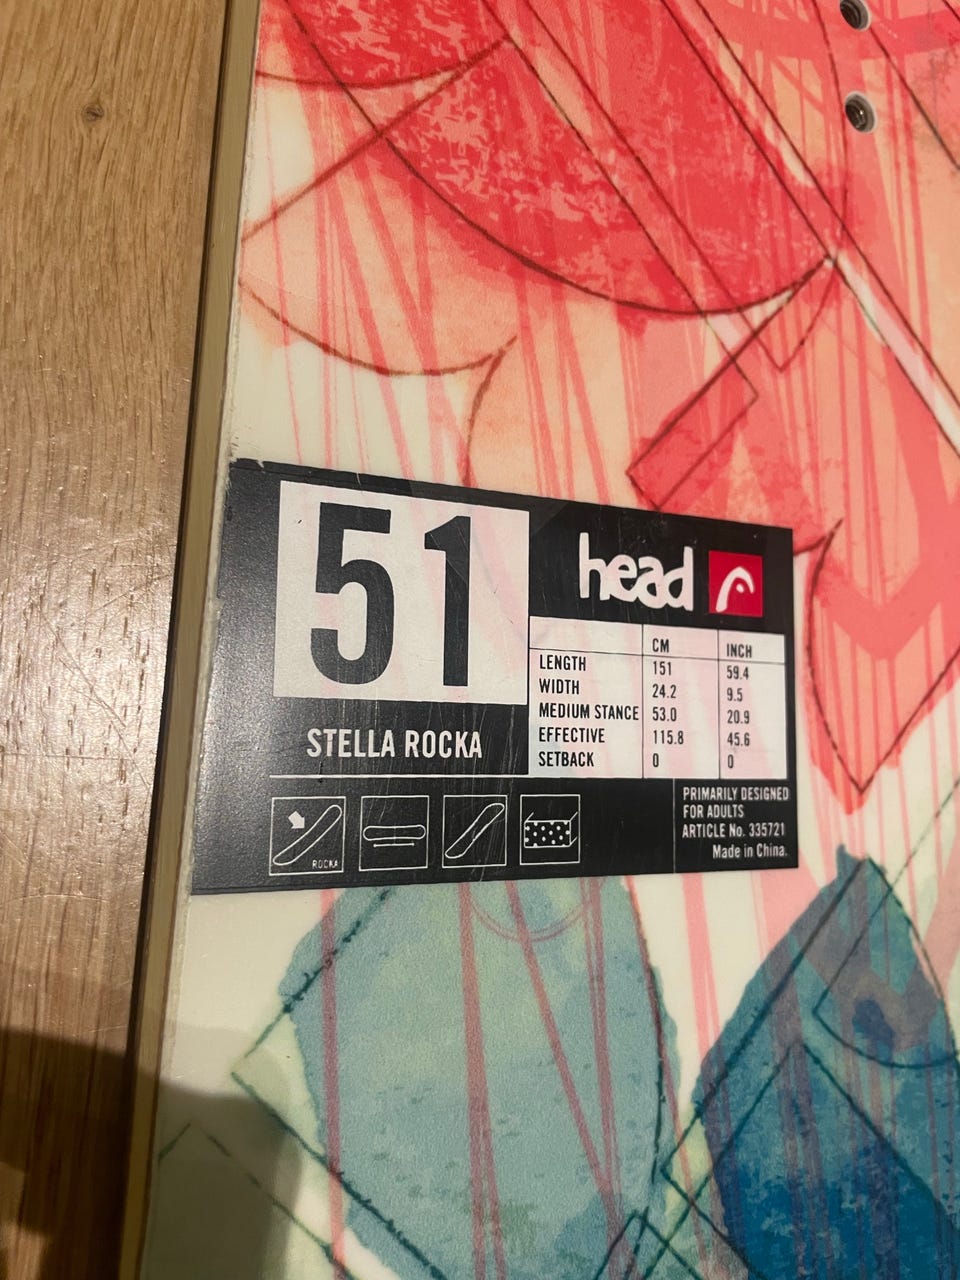 51
head
STELLA ROCKA
CM INCH
LENGTH 151 59.4
WIDTH 24.2 9.5
MEDIUM STANCE 53.0 20.9
EFFECTIVE 115.8 45.6
SETBACK 0 0
ROCKA
PRIMARILY DESIGNED
FOR ADULTS
ARTICLE No. 335721
Made in China.